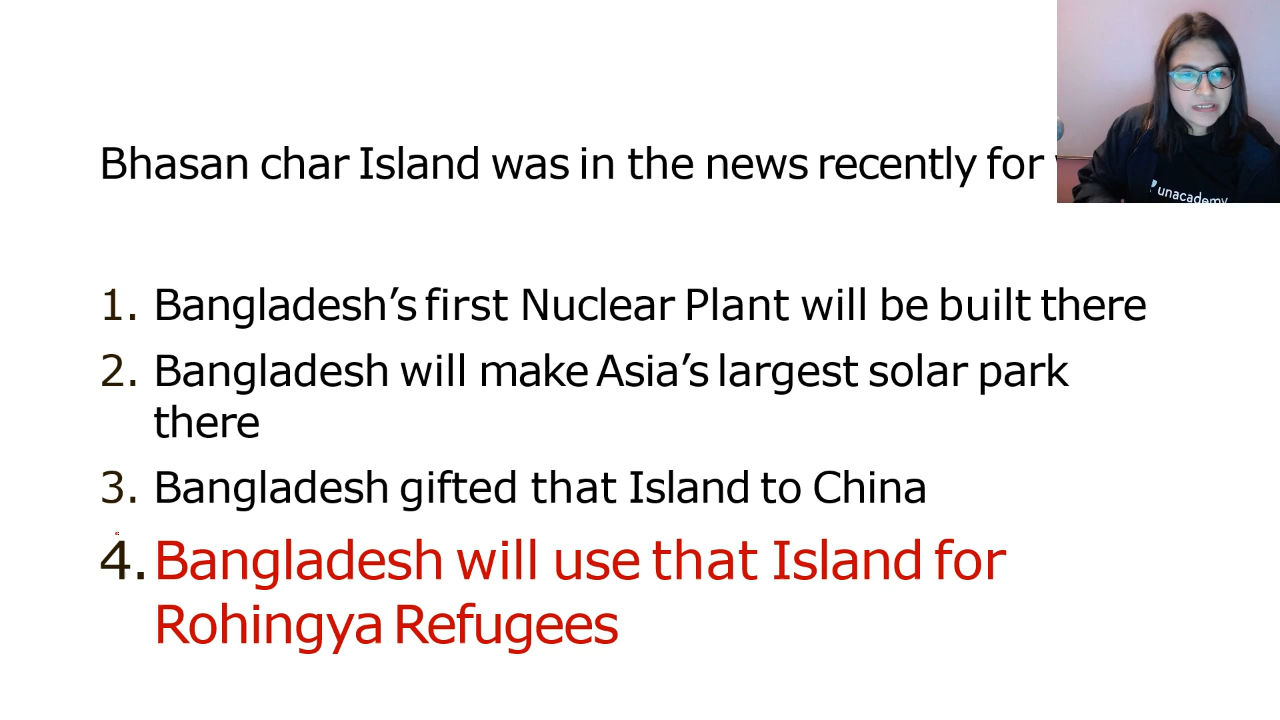 Bhasan char Island was in the news recently for
1. Bangladesh’s first Nuclear Plant will be built there
2. Bangladesh will make Asia’s largest solar park
there
3. Bangladesh gifted that Island to China
4. Bangladesh will use that Island for
Rohingya Refugees
unacademy